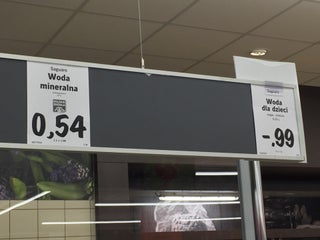 Saguaro
Woda
mineralna
0,54
Saguaro
Woda
dla dzieci
-.99